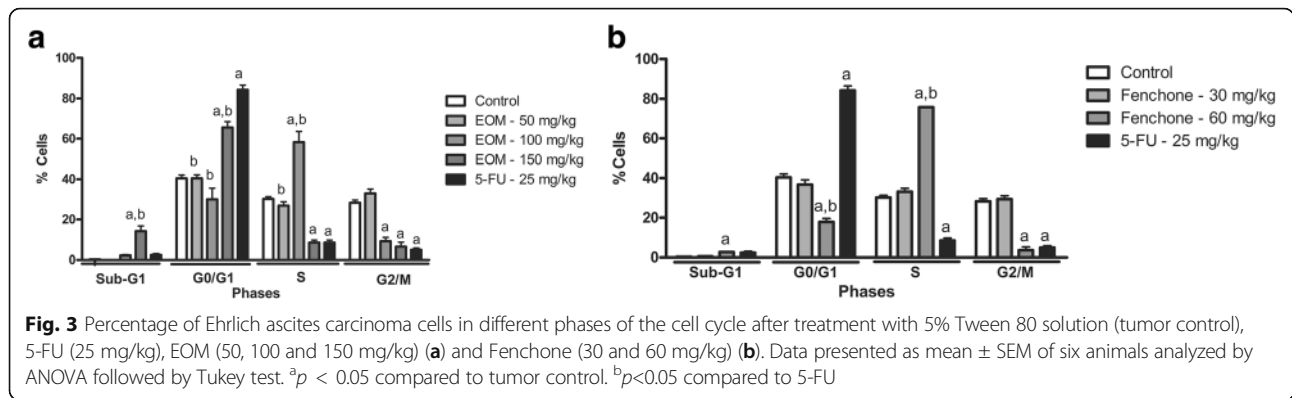 a
100
80
60
40
20
0
% Cells
a,b
b
b
a,b
a
b
a,b
a
a
a
a
a
Sub-G1
G0/G1
S
G2/M
Phases
Control
EOM - 50 mg/kg
EOM - 100 mg/kg
EOM - 150 mg/kg
5-FU - 25 mg/kg
b
100
80
60
40
20
0
% Cells
a
a,b
a
a,b
a
a
a
Sub-G1
G0/G1
S
G2/M
Phases
Control
Fenchone - 30 mg/kg
Fenchone - 60 mg/kg
5-FU - 25 mg/kg
Fig. 3 Percentage of Ehrlich ascites carcinoma cells in different phases of the cell cycle after treatment with 5% Tween 80 solution (tumor control),
5-FU (25 mg/kg), EOM (50, 100 and 150 mg/kg) (a) and Fenchone (30 and 60 mg/kg) (b). Data presented as mean ± SEM of six animals analyzed by
ANOVA followed by Tukey test. ᵃp < 0.05 compared to tumor control. ᵇp<0.05 compared to 5-FU